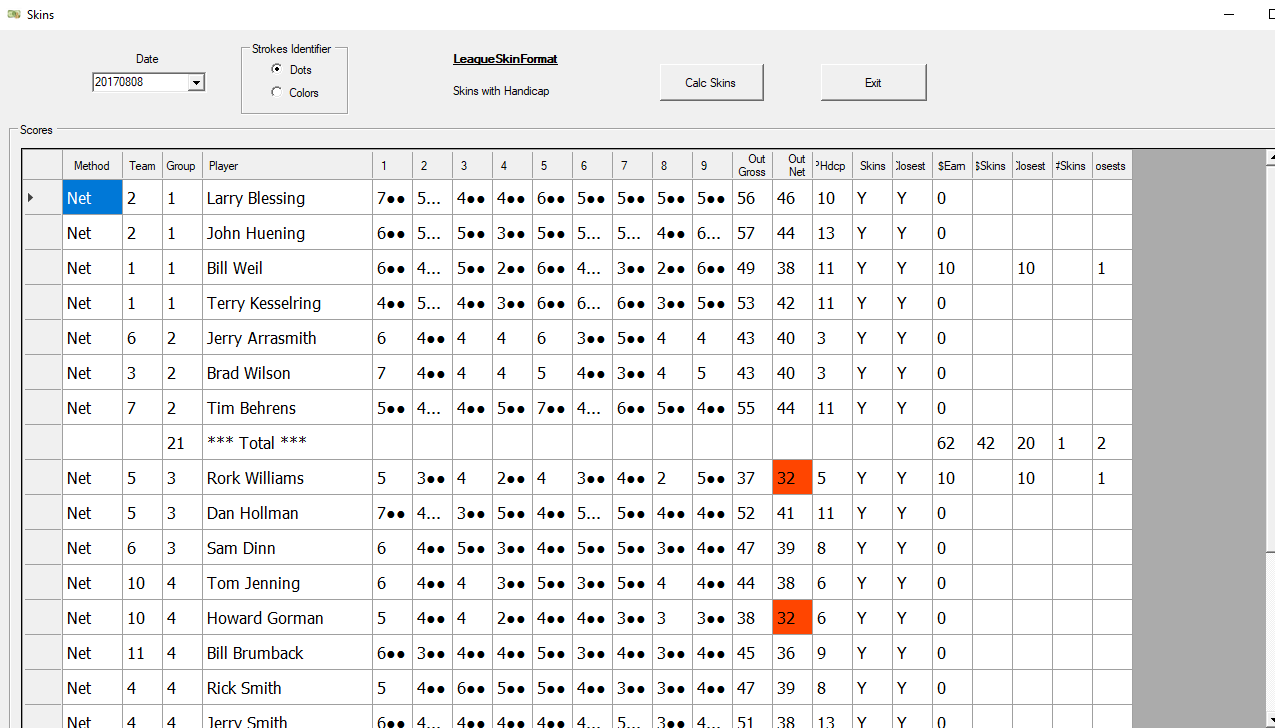 Skins
Date
Strokes Identifier
LeagueSkinFormat
20170808
Dots
Colors
Skins with Handicap
Calc Skins
Exit
Scores
Method Team Group Player 1 2 3 4 5 6 7 8 9 Out Gross Out Net Hdcp Skins losest $Earn $Skins losest #Skins osests
Net 2 1 Larry Blessing 7●● 5... 4●● 4●● 6●● 5●● 5●● 5●● 5●● 56 46 10 Y Y 0
Net 2 1 John Huening 6●● 5... 5●● 3●● 5●● 5... 5... 4●● 6... 57 44 13 Y Y 0
Net 1 1 Bill Weil 6●● 4... 5●● 2●● 6●● 4... 3●● 2●● 6●● 49 38 11 Y Y 10 10 1
Net 1 1 Terry Kesselring 4●● 5... 4●● 3●● 6●● 6... 6●● 3●● 5●● 53 42 11 Y Y 0
Net 6 2 Jerry Arrasmith 6 4●● 4 4 6 3●● 5●● 4 4 43 40 3 Y Y 0
Net 3 2 Brad Wilson 7 4●● 4 4 5 4●● 3●● 4 5 43 40 3 Y Y 0
Net 7 2 Tim Behrens 5●● 4... 4●● 5●● 7●● 4... 6●● 5●● 4●● 55 44 11 Y Y 0
21 *** Total *** 62 42 20 1 2
Net 5 3 Rork Williams 5 3●● 4 2●● 4 3●● 4●● 2 5●● 37 32 5 Y Y 10 10 1
Net 5 3 Dan Hollman 7●● 4... 3●● 5●● 4●● 5... 5●● 4●● 4●● 52 41 11 Y Y 0
Net 6 3 Sam Dinn 6 4●● 5●● 3●● 4●● 5●● 5●● 3●● 4●● 47 39 8 Y Y 0
Net 10 4 Tom Jenning 6 4●● 4 3●● 5●● 3●● 5●● 4 4●● 44 38 6 Y Y 0
Net 10 4 Howard Gorman 5 4●● 4 2●● 4●● 4●● 3●● 3 3●● 38 32 6 Y Y 0
Net 11 4 Bill Brumback 6●● 3●● 4●● 4●● 5●● 3●● 4●● 3●● 4●● 45 36 9 Y Y 0
Net 4 4 Rick Smith 5 4●● 6●● 5●● 5●● 4●● 3●● 3●● 4●● 47 39 8 Y Y 0
Net 4 4 Jerry Smith 6●● 4... 4●● 4●● 4●● 4... 5... 3●● 4●● 51 38 13 Y Y 0